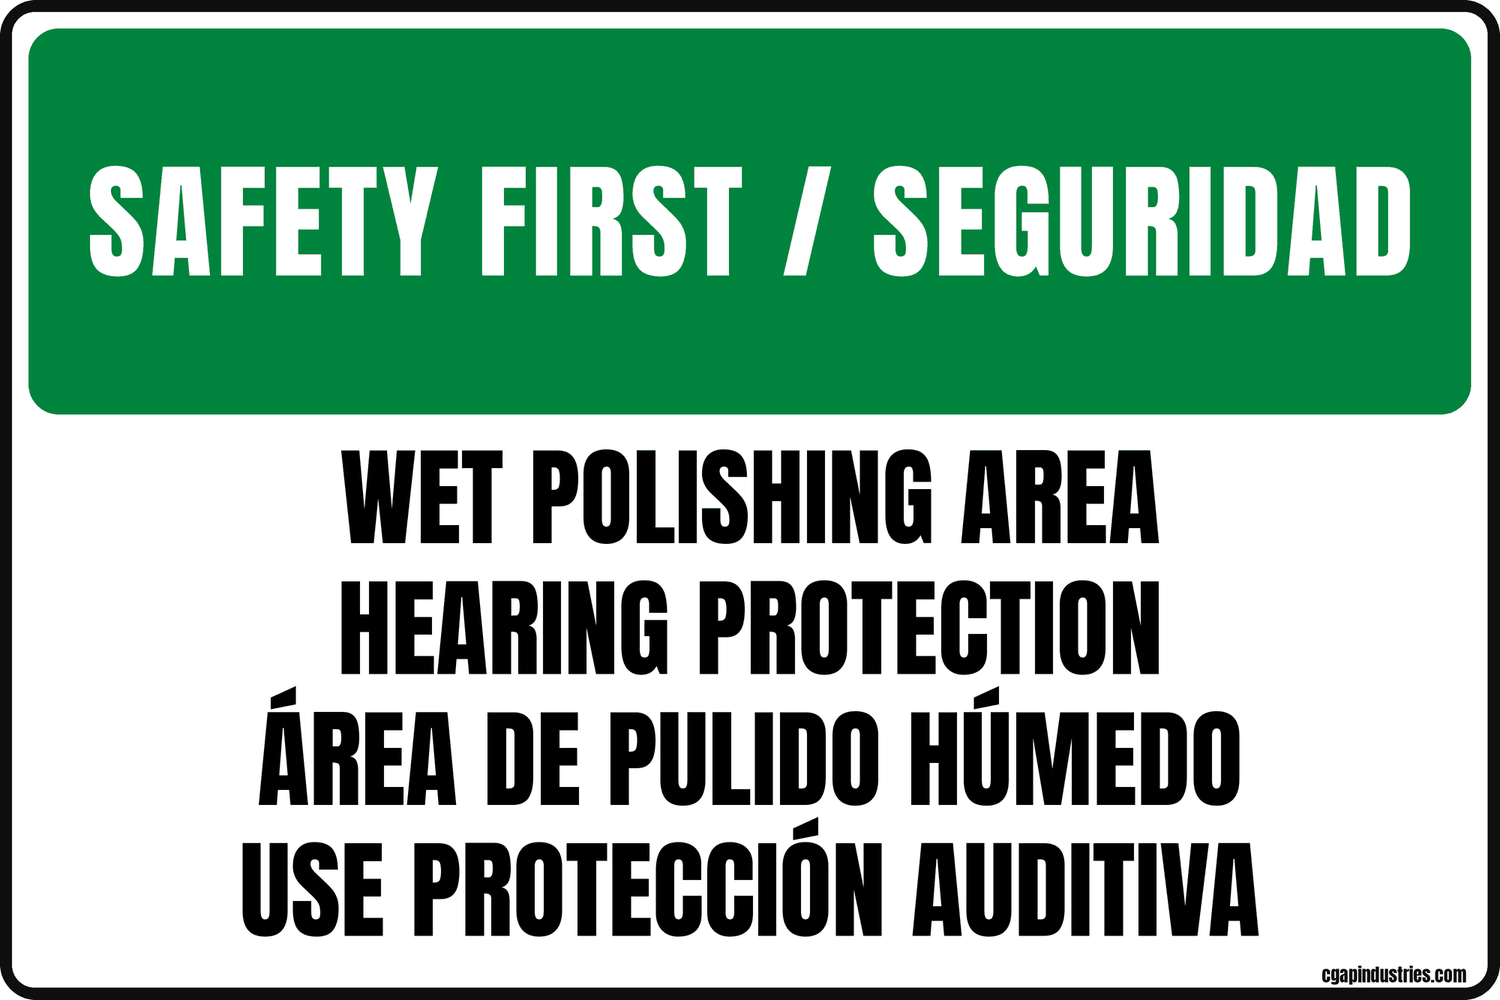 SAFETY FIRST / SEGURIDAD
WET POLISHING AREA
HEARING PROTECTION
ÁREA DE PULIDO HÚMEDO
USE PROTECCIÓN AUDITIVA
cgapindustries.com